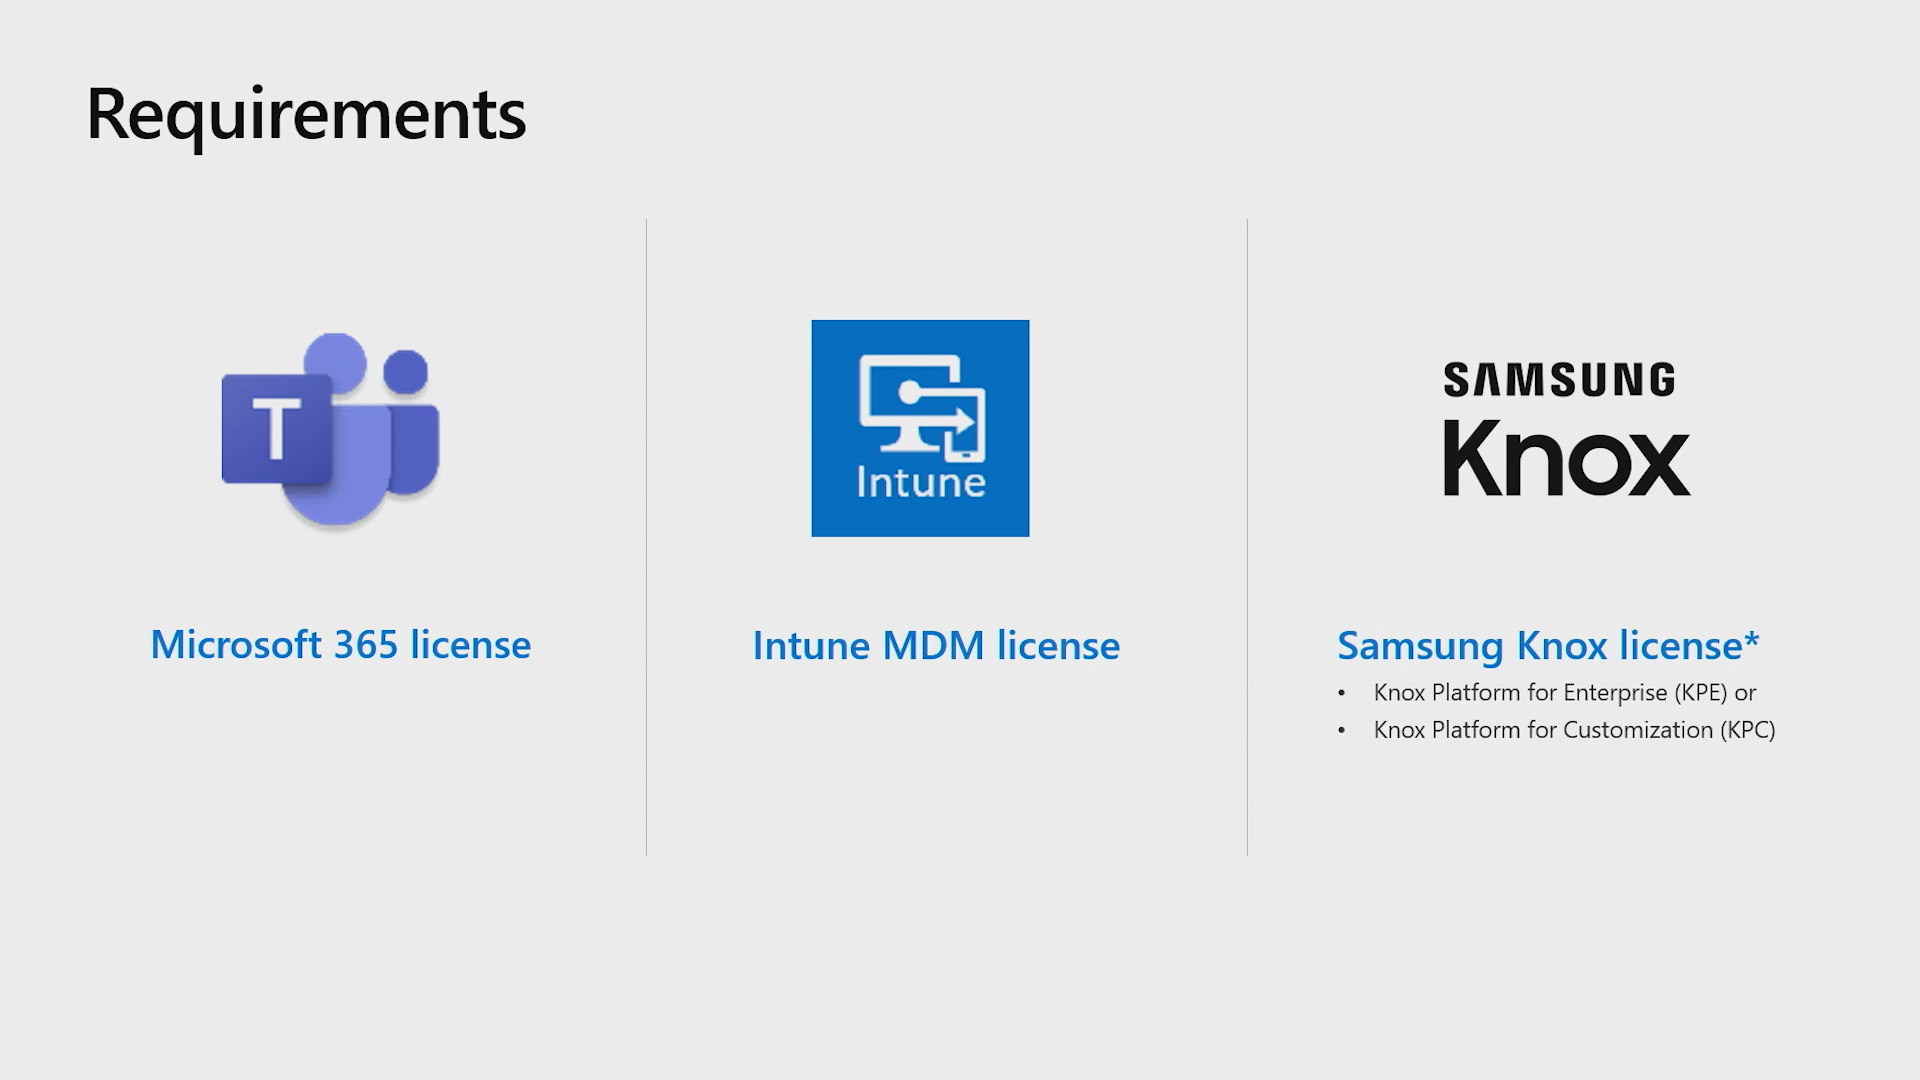 Requirements
T
Intune
SAMSUNG
Knox
Microsoft 365 license
Intune MDM license
Samsung Knox license*
• Knox Platform for Enterprise (KPE) or
• Knox Platform for Customization (KPC)